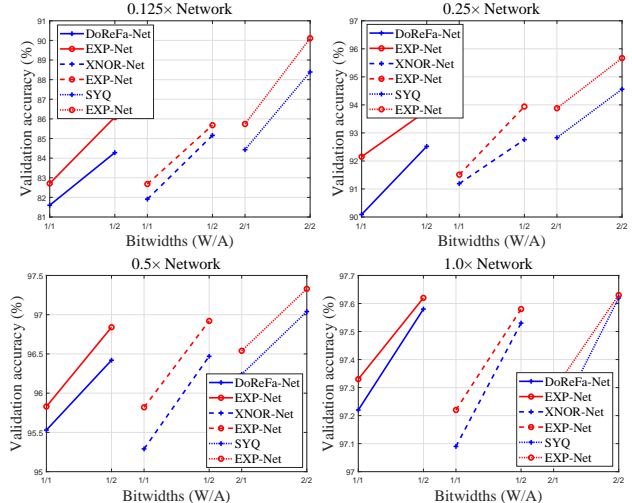 0.125× Network
Validation accuracy (%)
91
90
89
88
87
86
85
84
83
82
81
DoReFa-Net
EXP-Net
XNOR-Net
EXP-Net
SYQ
EXP-Net
1/1 1/2 1/1 1/2 2/1 2/2
Bitwidths (W/A)
0.25× Network
Validation accuracy (%)
97
96
95
94
93
92
91
90
DoReFa-Net
EXP-Net
XNOR-Net
EXP-Net
SYQ
EXP-Net
1/1 1/2 1/1 1/2 2/1 2/2
Bitwidths (W/A)
0.5× Network
Validation accuracy (%)
97.5
97
96.5
96
95.5
95
DoReFa-Net
EXP-Net
XNOR-Net
EXP-Net
SYQ
EXP-Net
1/1 1/2 1/1 1/2 2/1 2/2
Bitwidths (W/A)
1.0× Network
Validation accuracy (%)
97.7
97.6
97.5
97.4
97.3
97.2
97.1
97
DoReFa-Net
EXP-Net
XNOR-Net
EXP-Net
SYQ
EXP-Net
1/1 1/2 1/1 1/2 2/1 2/2
Bitwidths (W/A)